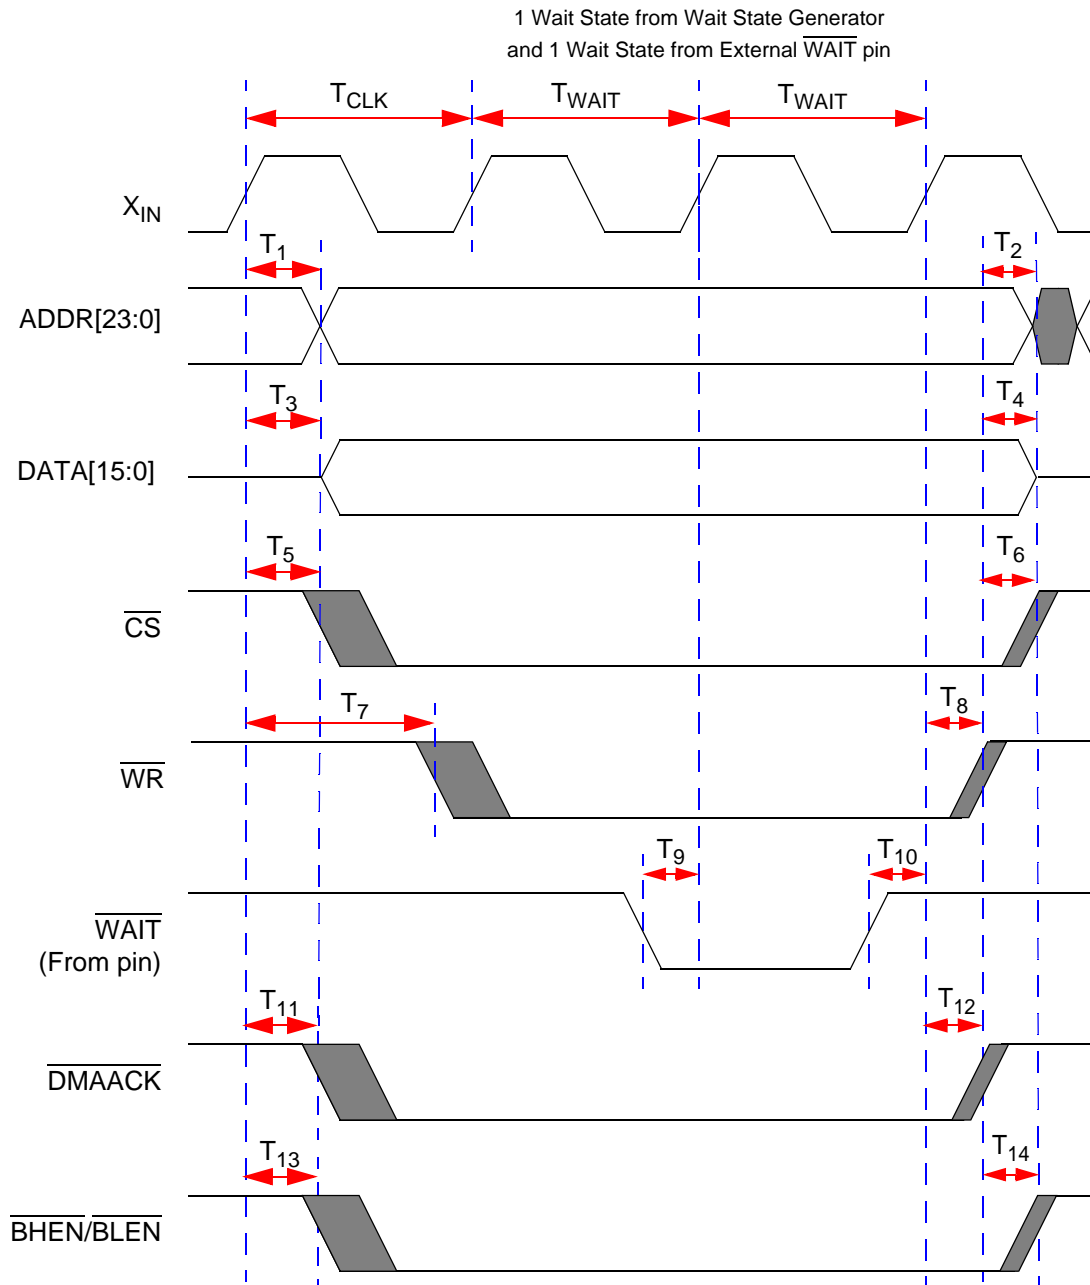 1 Wait State from Wait State Generator
and 1 Wait State from External WAIT pin
TCLK TWAIT TWAIT
XIN
T1 T2
ADDR[23:0]
T3 T4
DATA[15:0]
T5 T6
CS
T7 T8
WR
T9 T10
WAIT
(From pin)
T11 T12
DMAACK
T13 T14
BHEN/BLEN